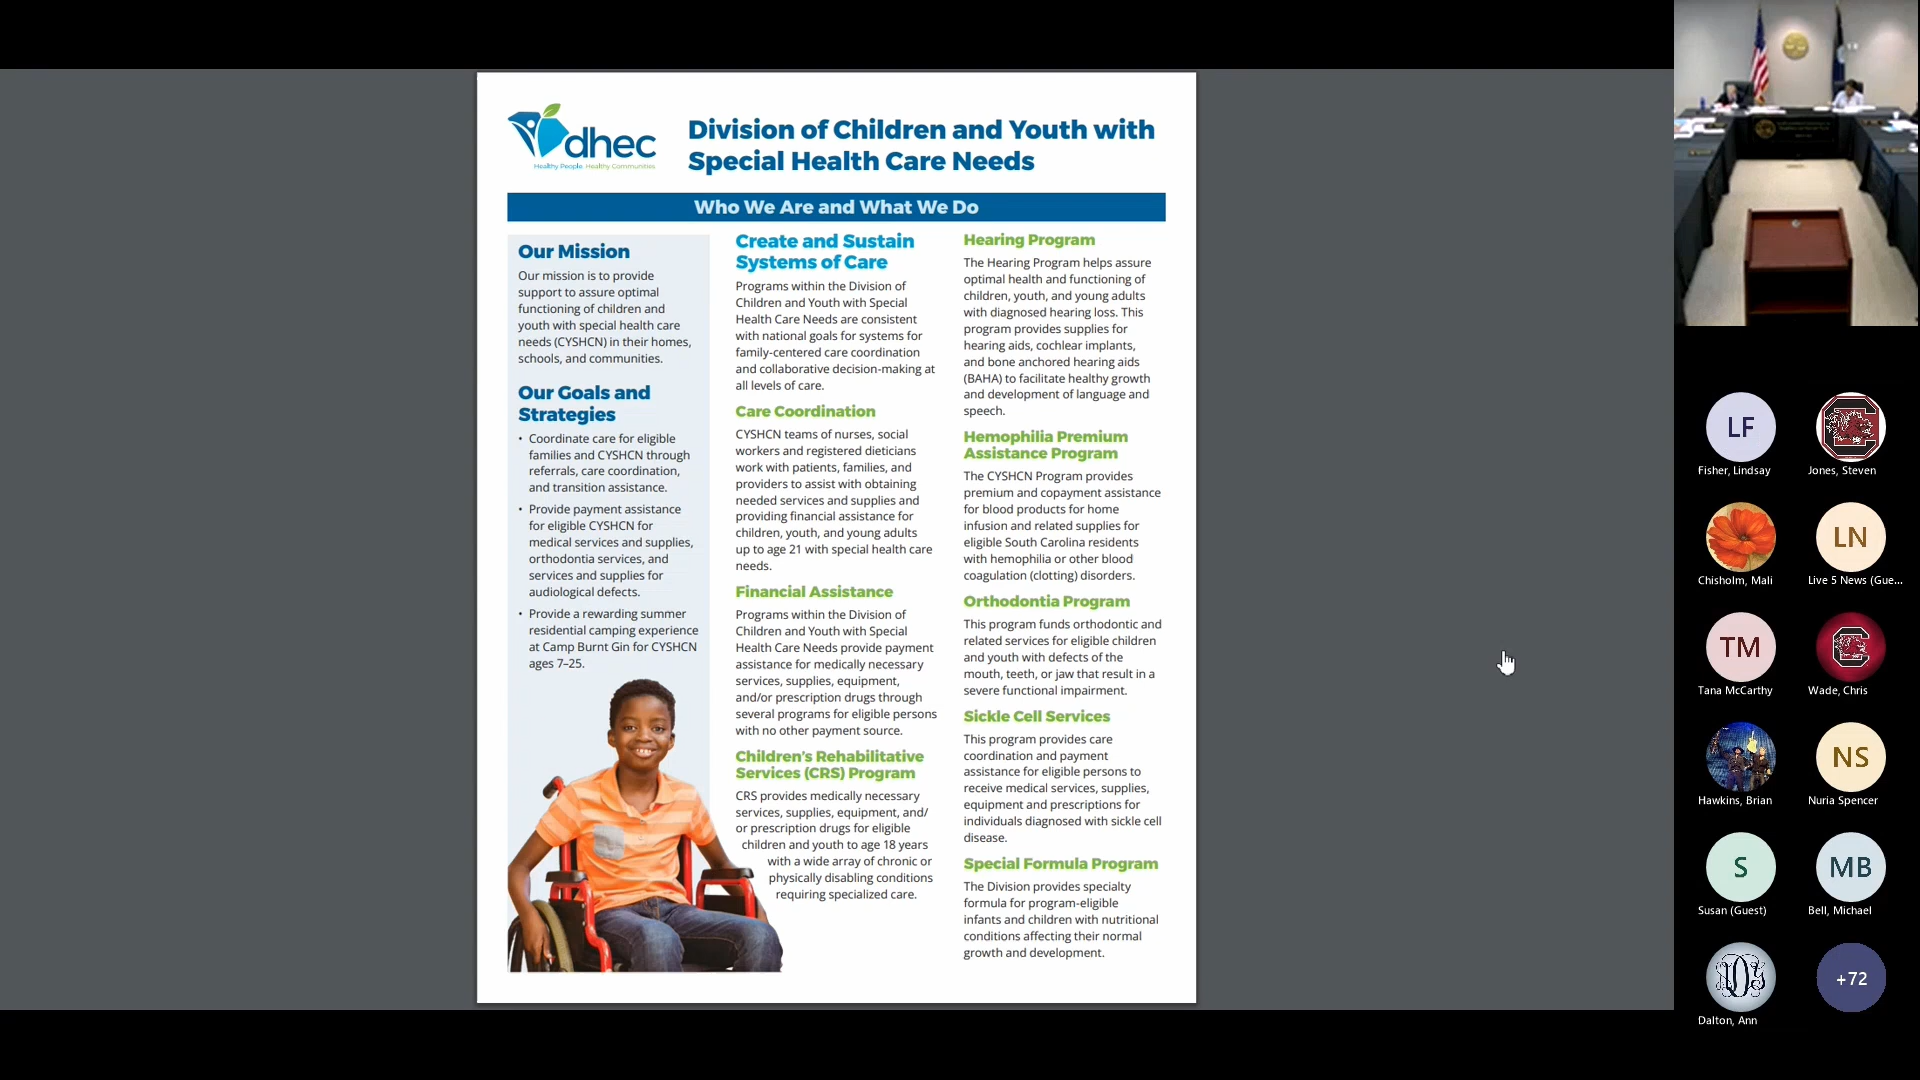 dhec
Healthy People. Healthy Communities
Division of Children and Youth with
Special Health Care Needs
Who We Are and What We Do
Our Mission
Our mission is to provide
support to assure optimal
functioning of children and
youth with special health care
needs (CYSHCN) in their homes,
schools, and communities.
Our Goals and
Strategies
• Coordinate care for eligible
families and CYSHCN through
referrals, care coordination,
and transition assistance.
• Provide payment assistance
for eligible CYSHCN for
medical services and supplies,
orthodontia services, and
services and supplies for
audiological defects.
• Provide a rewarding summer
residential camping experience
at Camp Burnt Gin for CYSHCN
ages 7–25.
Create and Sustain
Systems of Care
Programs within the Division of
Children and Youth with Special
Health Care Needs are consistent
with national goals for systems for
family-centered care coordination
and collaborative decision-making at
all levels of care.
Care Coordination
CYSHCN teams of nurses, social
workers and registered dieticians
work with patients, families, and
providers to assist with obtaining
needed services and supplies and
providing financial assistance for
children, youth, and young adults
up to age 21 with special health care
needs.
Financial Assistance
Programs within the Division of
Children and Youth with Special
Health Care Needs provide payment
assistance for medically necessary
services, supplies, equipment,
and/or prescription drugs through
several programs for eligible persons
with no other payment source.
Children's Rehabilitative
Services (CRS) Program
CRS provides medically necessary
services, supplies, equipment, and/
or prescription drugs for eligible
children and youth to age 18 years
with a wide array of chronic or
physically disabling conditions
requiring specialized care.
Hearing Program
The Hearing Program helps assure
optimal health and functioning of
children, youth, and young adults
with diagnosed hearing loss. This
program provides supplies for
hearing aids, cochlear implants,
and bone anchored hearing aids
(BAHA) to facilitate healthy growth
and development of language and
speech.
Hemophilia Premium
Assistance Program
The CYSHCN Program provides
premium and copayment assistance
for blood products for home
infusion and related supplies for
eligible South Carolina residents
with hemophilia or other blood
coagulation (clotting) disorders.
Orthodontia Program
This program funds orthodontic and
related services for eligible children
and youth with defects of the
mouth, teeth, or jaw that result in a
severe functional impairment.
Sickle Cell Services
This program provides care
coordination and payment
assistance for eligible persons to
receive medical services, supplies,
equipment and prescriptions for
individuals diagnosed with sickle cell
disease.
Special Formula Program
The Division provides specialty
formula for program-eligible
infants and children with nutritional
conditions affecting their normal
growth and development.
LF
Fisher, Lindsay
Jones, Steven
Chisholm, Mali
LN
Live 5 News (Gue...
TM
Tana McCarthy
Wade, Chris
Hawkins, Brian
NS
Nuria Spencer
S
Susan (Guest)
MB
Bell, Michael
Dalton, Ann
+72